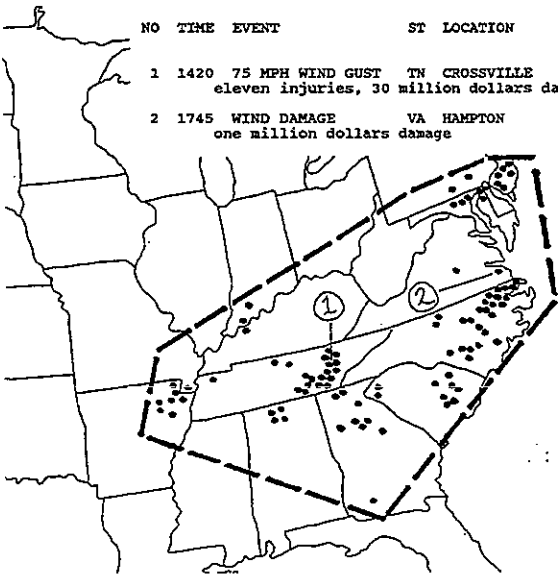 NO TIME EVENT ST LOCATION
1 1420 75 MPH WIND GUST TN CROSSVILLE
eleven injuries, 30 million dollars da
2 1745 WIND DAMAGE VA HAMPTON
one million dollars damage
1
2